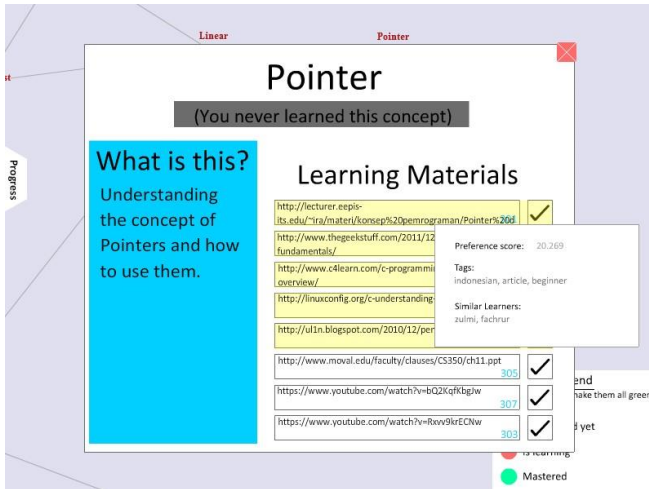 Linear
Pointer
st
Pointer
(You never learned this concept)
Progress
What is this?
Understanding
the concept of
Pointers and how
to use them.
Learning Materials
http://lecturer.eepis-
its.edu/~ira/materi/konsep%20pemrograman/Pointer%20d
http://www.thegeekstuff.com/2011/12
fundamentals/
http://www.c4learn.com/c-programmi
overview/
http://linuxconfig.org/c-understanding-
http://ul1n.blogspot.com/2010/12/per
Preference score: 20.269
Tags:
indonesian, article, beginner
Similar Learners:
zulmi, fachrur
http://www.moval.edu/faculty/clauses/CS350/ch11.ppt
305
https://www.youtube.com/watch?v=bQ2KqfKbgJw
307
https://www.youtube.com/watch?v=Rxvv9krECNw
303
end
make them all green
d yet
is learning
Mastered